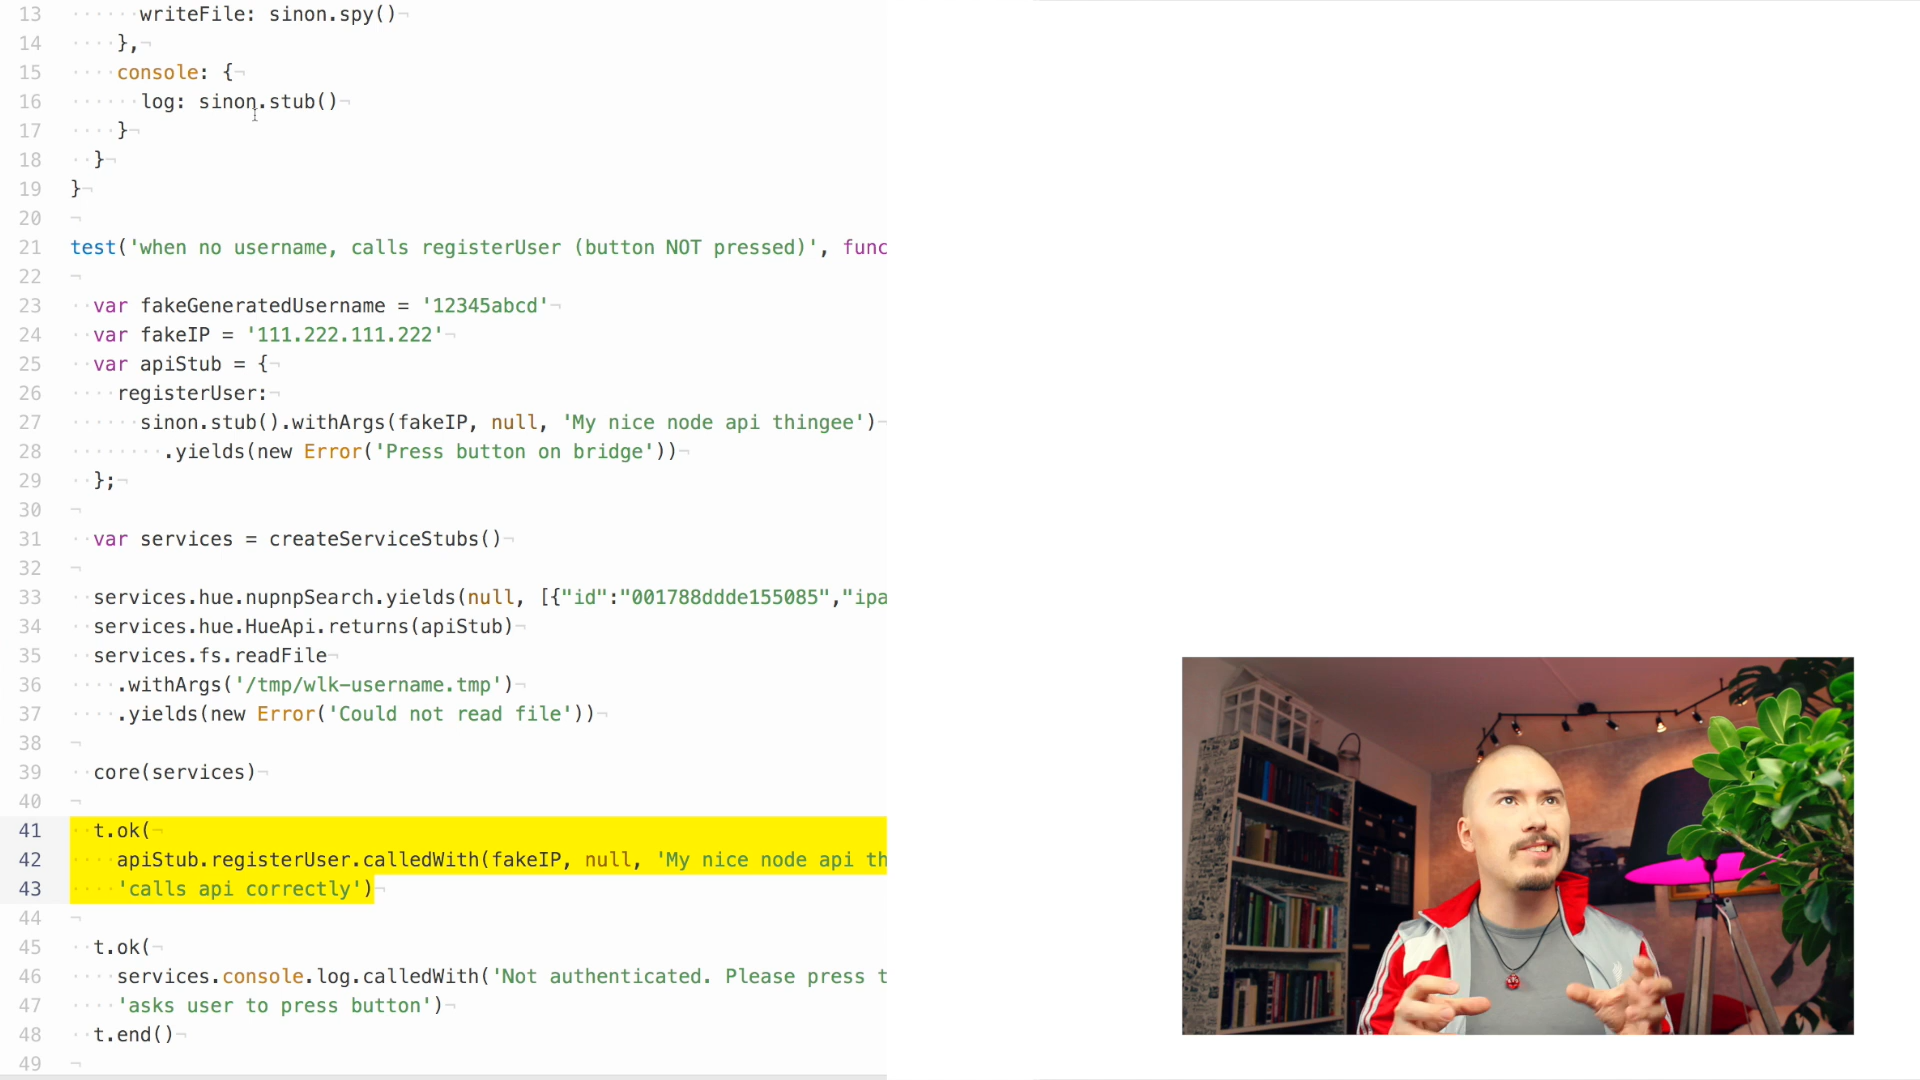 13 writeFile: sinon.spy()
14 },
15 console: {
16 log: sinon.stub()
17 }
18 }
19 }
20
21 test('when no username, calls registerUser (button NOT pressed)', func
22
23 var fakeGeneratedUsername = '12345abcd'
24 var fakeIP = '111.222.111.222'
25 var apiStub = {
26 registerUser:
27 sinon.stub().withArgs(fakeIP, null, 'My nice node api thingee')
28 .yields(new Error('Press button on bridge'))
29 };
30
31 var services = createServiceStubs()
32
33 services.hue.nupnpSearch.yields(null, [{"id":"001788ddde155085","ipa
34 services.hue.HueApi.returns(apiStub)
35 services.fs.readFile
36 .withArgs('/tmp/wlk-username.tmp')
37 .yields(new Error('Could not read file'))
38
39 core(services)
40
41 t.ok(
42 apiStub.registerUser.calledWith(fakeIP, null, 'My nice node api th
43 'calls api correctly')
44
45 t.ok(
46 services.console.log.calledWith('Not authenticated. Please press t
47 'asks user to press button')
48 t.end()
49